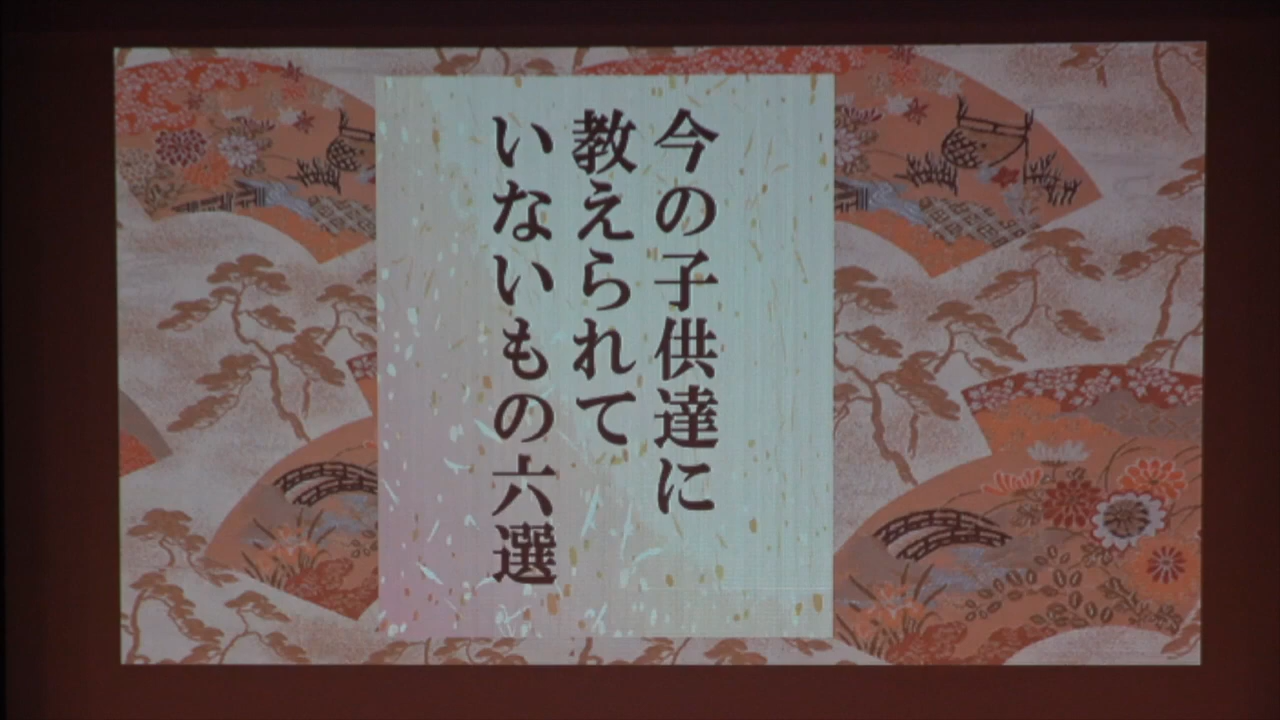 今の子供達に
教えられて
いないもの六選